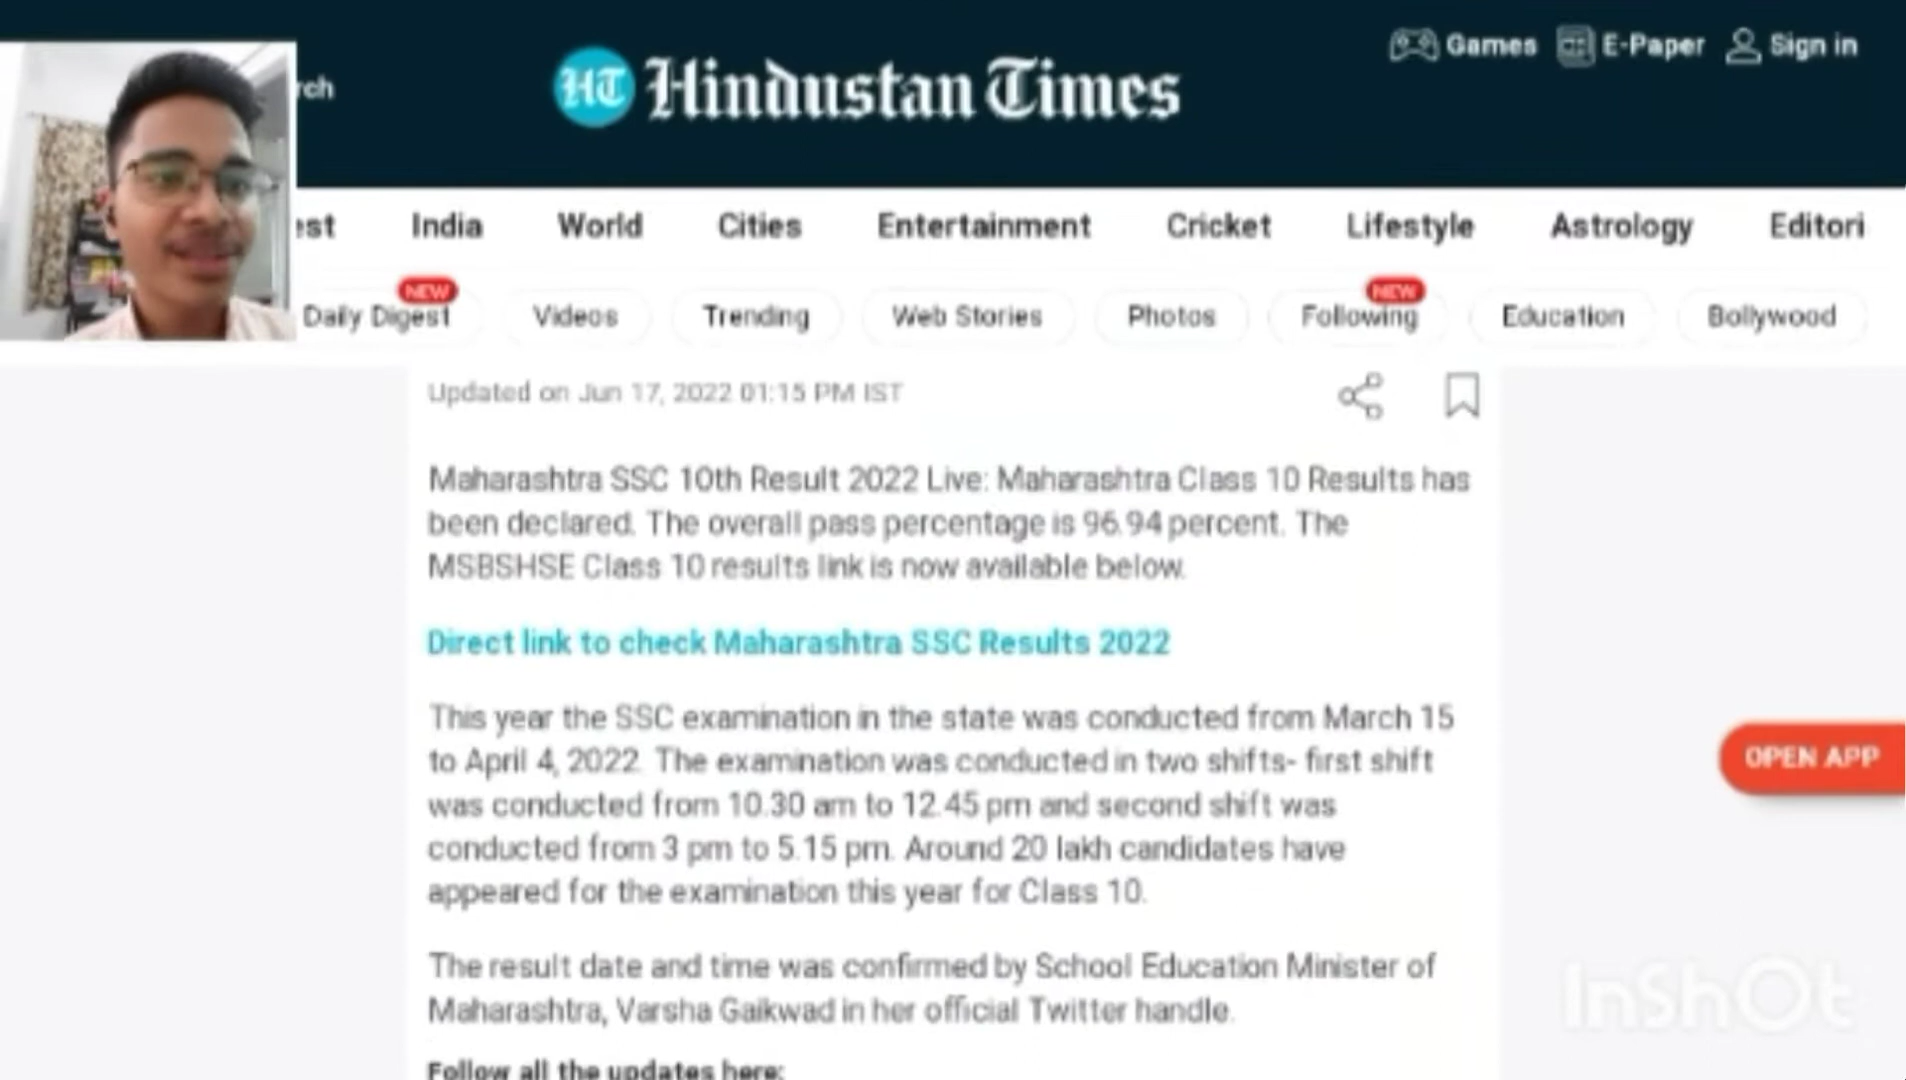 Games E-Paper Sign in
rch
HT Hindustan Times
est India World Cities Entertainment Cricket Lifestyle Astrology Editori
NEW NEW
Daily Digest Videos Trending Web Stories Photos Following Education Bollywood
Updated on Jun 17, 2022 01:15 PM IST
Maharashtra SSC 10th Result 2022 Live: Maharashtra Class 10 Results has
been declared. The overall pass percentage is 96.94 percent. The
MSBSHSE Class 10 results link is now available below.
Direct link to check Maharashtra SSC Results 2022
This year the SSC examination in the state was conducted from March 15
to April 4, 2022. The examination was conducted in two shifts- first shift
was conducted from 10.30 am to 12.45 pm and second shift was
conducted from 3 pm to 5.15 pm. Around 20 lakh candidates have
appeared for the examination this year for Class 10.
OPEN APP
The result date and time was confirmed by School Education Minister of
Maharashtra, Varsha Gaikwad in her official Twitter handle.
Follow all the updates here:
InShOt